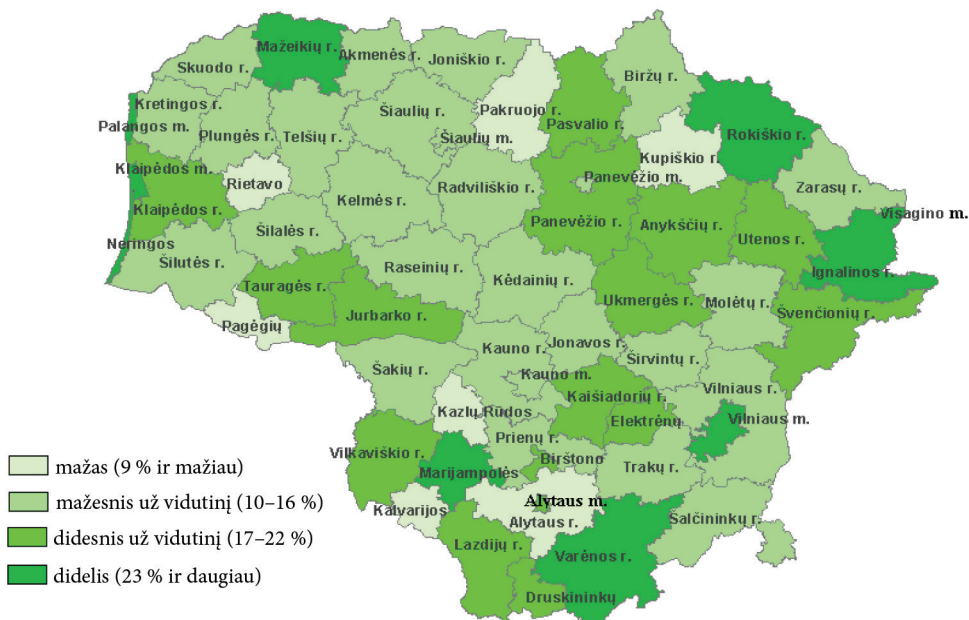 Mažeikių r.
Akmenės r.
Joniškio r.
Skuodo r.
Biržų r.
Kretingos r.
Šiaulių r.
Pakruojo r.
Palangos m.
Pasvalio r.
Rokiškio r.
Plungės r.
Telšių r.
Šiaulių m.
Kupiškio r.
Klaipėdos m.
Rietavo
Radviliškio r.
Panevėžio m.
Zarasų r.
Kelmės r.
Klaipėdos r.
Panevėžio r.
Anykščių r.
Visagino m.
Šilalės r.
Utenos r.
Neringos
Šilutės r.
Raseinių r.
Kėdainių r.
Ignalinos r.
Tauragės r.
Ukmergės r.
Molėtų r.
Pagėgių
Jurbarko r.
Švenčionių r.
Kauno r.
Jonavos r.
Širvintų r.
Šakių r.
Kauno m.
Kaišiadorių r.
Vilniaus r.
Kazlų Rūdos
Elektrėnų
Vilniaus m.
Prienų r.
Vilkaviškio r.
Birštono
Marijampolės
Trakų r.
Kalvarijos
Alytaus m.
Alytaus r.
Šalčininkų r.
Lazdijų r.
Varėnos r.
Druskininkų
mažas (9 % ir mažiau)
mažesnis už vidutinį (10–16 %)
didesnis už vidutinį (17–22 %)
didelis (23 % ir daugiau)